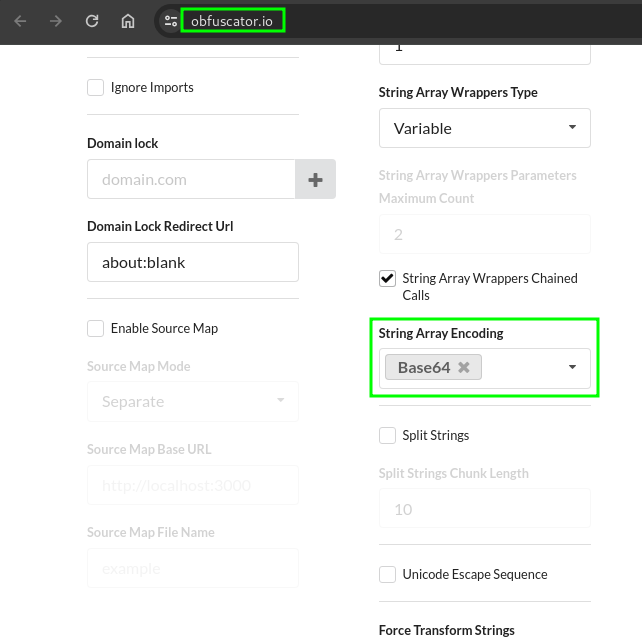 obfuscator.io
Ignore Imports
Domain lock
domain.com
Domain Lock Redirect Url
about:blank
Enable Source Map
Source Map Mode
Separate
Source Map Base URL
http://localhost:3000
Source Map File Name
example
1
String Array Wrappers Type
Variable
String Array Wrappers Parameters
Maximum Count
2
String Array Wrappers Chained
Calls
String Array Encoding
Base64
Split Strings
Split Strings Chunk Length
10
Unicode Escape Sequence
Force Transform Strings